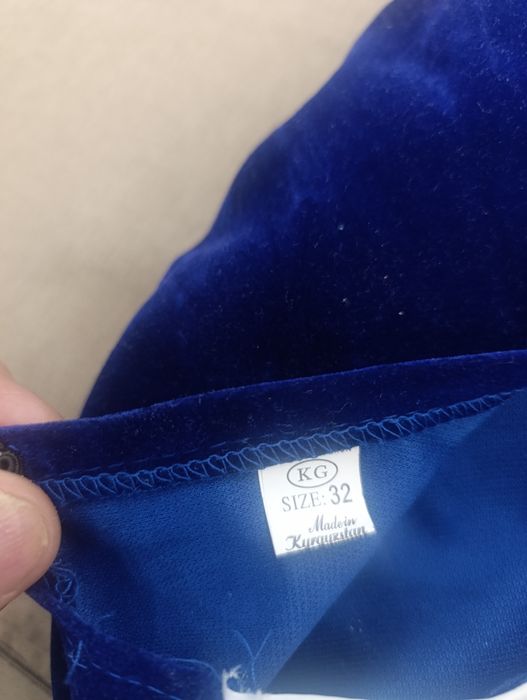 KG
SIZE: 32
Made in
Kyrgyzstan